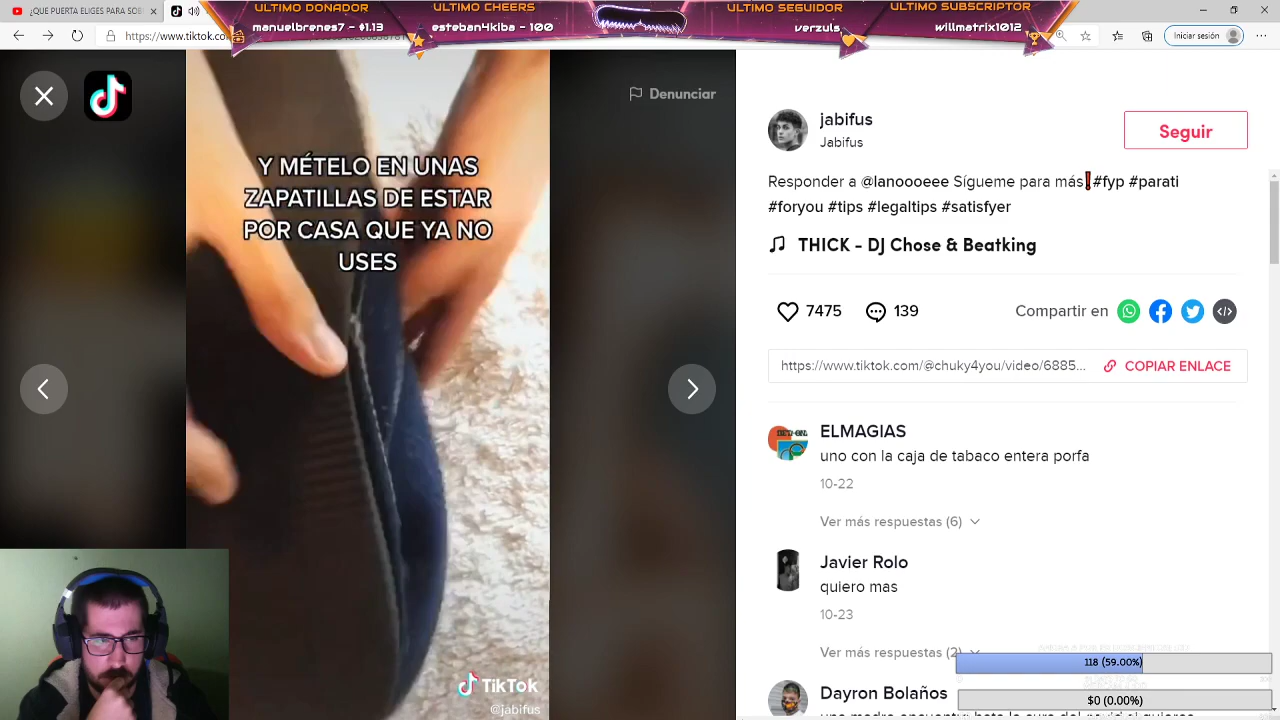 ¿QUEPUERTA ELIGES PARA SOB
ULTIMO DONADOR
manuelbrenes7 - $1.13
ULTIMO CHEERS
esteban4kiba - 100
ULTIMO SEGUIDOR
verzuls
ULTIMO SUBSCRIPTOR
willmatrix1012
https://www.tiktok.co
Iniciar sesión
Denunciar
Y MÉTELO EN UNAS
ZAPATILLAS DE ESTAR
POR CASA QUE YA NO
USES
TikTok
@jabifus
jabifus
Jabifus
Seguir
Responder a @lanoooeee Sígueme para más❗#fyp #parati
#foryou #tips #legaltips #satisfyer
THICK - DJ Chose & Beatking
7475
139
Compartir en
https://www.tiktok.com/@chuky4you/video/6885...
COPIAR ENLACE
ELMAGIAS
uno con la caja de tabaco entera porfa
10-22
Ver más respuestas (6)
Javier Rolo
quiero mas
10-23
Ver más respuestas (2)
118 (59.00%)
Dayron Bolaños
$0 (0.00%)